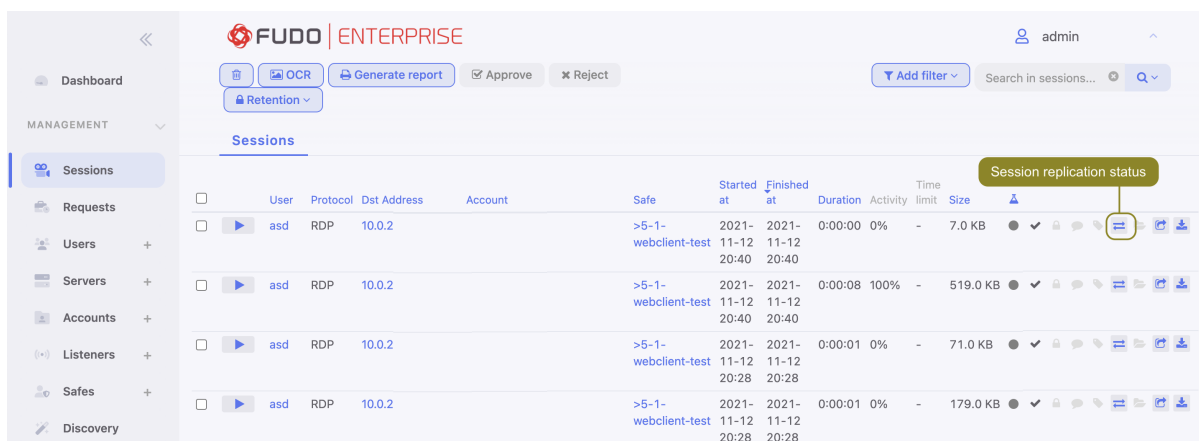 FUDO ENTERPRISE
admin
OCR Generate report Approve Reject
Add filter Search in sessions...
Retention
Dashboard
MANAGEMENT
Sessions
Requests
Users +
Servers +
Accounts +
Listeners +
Safes +
Discovery
Sessions
Session replication status
User Protocol Dst Address Account Safe Started at Finished at Duration Activity Time limit Size
asd RDP 10.0.2 >5-1- 2021- 2021- 0:00:00 0% - 7.0 KB
webclient-test 11-12 11-12
20:40 20:40
asd RDP 10.0.2 >5-1- 2021- 2021- 0:00:08 100% - 519.0 KB
webclient-test 11-12 11-12
20:40 20:40
asd RDP 10.0.2 >5-1- 2021- 2021- 0:00:01 0% - 71.0 KB
webclient-test 11-12 11-12
20:28 20:28
asd RDP 10.0.2 >5-1- 2021- 2021- 0:00:01 0% - 179.0 KB
webclient-test 11-12 11-12
20:28 20:28